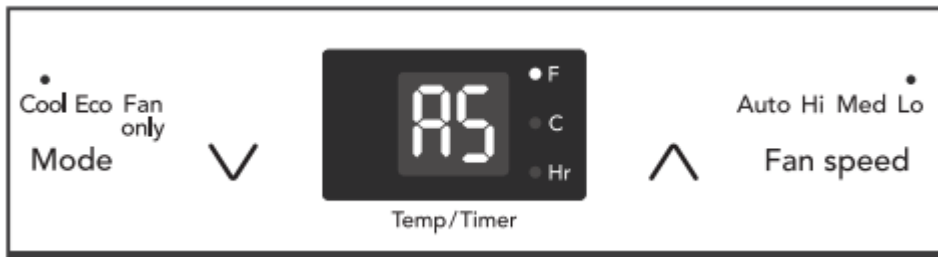 F
Cool Eco Fan only
AS
C
Auto Hi Med Lo
Mode
Hr
Fan speed
Temp/Timer